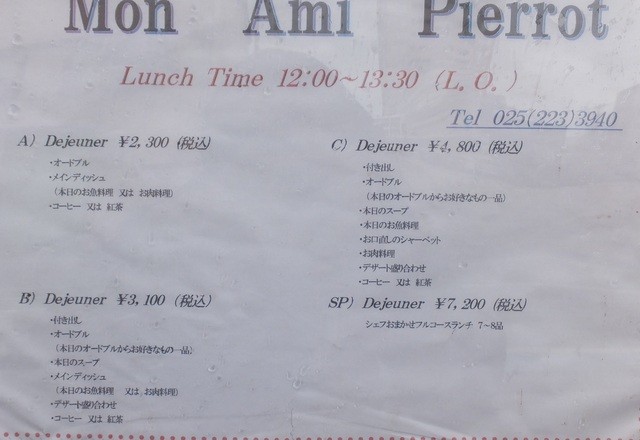 Mon Ami Pierrot
Lunch Time 12:00～13:30 (L.O.)
Tel 025(223)3940
A) Dejeuner ￥2,300 (税込)
・オードブル
・メインディッシュ
（本日のお魚料理 又は お肉料理）
・コーヒー 又は 紅茶
B) Dejeuner ￥3,100 (税込)
・付き出し
・オードブル
（本日のオードブルからお好きなもの一品）
・本日のスープ
・メインディッシュ
（本日のお魚料理 又は お肉料理）
・デザート盛り合わせ
・コーヒー 又は 紅茶
C) Dejeuner ￥4,800 (税込)
・付き出し
・オードブル
（本日のオードブルからお好きなもの一品）
・本日のスープ
・本日のお魚料理
・お口直しのシャーベット
・お肉料理
・デザート盛り合わせ
・コーヒー 又は 紅茶
SP) Dejeuner ￥7,200 (税込)
シェフおまかせフルコースランチ 7～8品